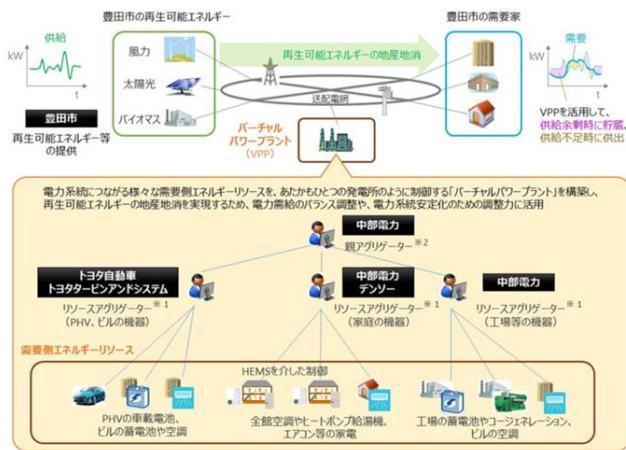 豊田市の再生可能エネルギー
豊田市の需要家
kW
供給
t
風力
太陽光
バイオマス
再生可能エネルギーの地産地消
送配電網
バーチャル
パワープラント
(VPP)
kW
需要
t
豊田市
再生可能エネルギー等
の提供
VPPを活用して、
供給余剰時に貯蔵、
供給不足時に供出
電力系統につながる様々な需要側エネルギーリソースを、あたかもひとつの発電所のように制御する「バーチャルパワープラント」を構築し、
再生可能エネルギーの地産地消を実現するため、電力需給のバランス調整や、電力系統安定化のための調整力に活用
中部電力
親アグリゲーター※2
トヨタ自動車
トヨタタービンアンドシステム
リソースアグリゲーター※1
(PHV、ビルの機器)
中部電力
デンソー
リソースアグリゲーター※1
(家庭の機器)
中部電力
リソースアグリゲーター※1
(工場等の機器)
需要側エネルギーリソース
HEMSを介した制御
PHVの車載電池、
ビルの蓄電池や空調
全館空調やヒートポンプ給湯機、
エアコン等の家電
工場の蓄電池やコージェネレーション、
ビルの空調